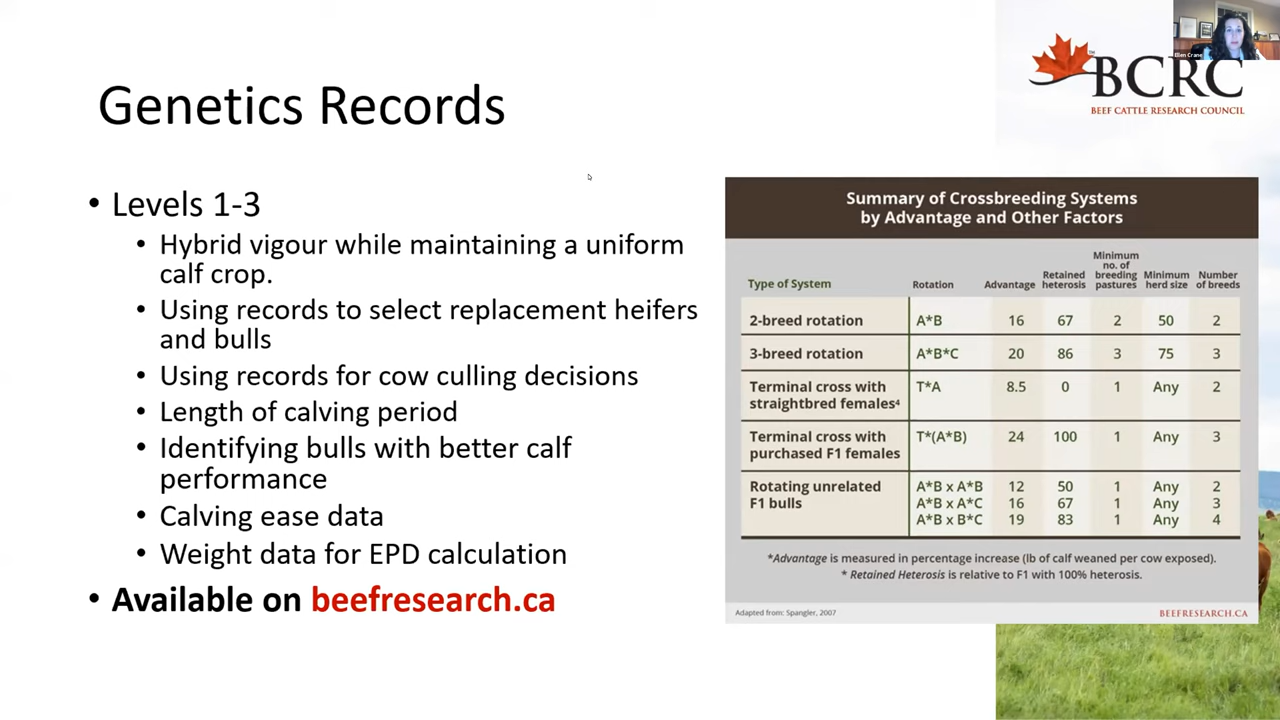 Genetics Records
• Levels 1-3
• Hybrid vigour while maintaining a uniform
calf crop.
• Using records to select replacement heifers
and bulls
• Using records for cow culling decisions
• Length of calving period
• Identifying bulls with better calf
performance
• Calving ease data
• Weight data for EPD calculation
• Available on beefresearch.ca
Ellen Crane
BCRC
™
BEEF CATTLE RESEARCH COUNCIL
Summary of Crossbreeding Systems
by Advantage and Other Factors
Type of System Rotation Advantage Retained heterosis Minimum no. of breeding pastures Minimum herd size Number of breeds
2-breed rotation A*B 16 67 2 50 2
3-breed rotation A*B*C 20 86 3 75 3
Terminal cross with T*A 8.5 0 1 Any 2
straightbred females⁴
Terminal cross with T*(A*B) 24 100 1 Any 3
purchased F1 females
Rotating unrelated A*B x A*B 12 50 1 Any 2
F1 bulls A*B x A*C 16 67 1 Any 3
A*B x B*C 19 83 1 Any 4
*Advantage is measured in percentage increase (lb of calf weaned per cow exposed).
* Retained Heterosis is relative to F1 with 100% heterosis.
Adapted from: Spangler, 2007 BEEFRESEARCH.CA